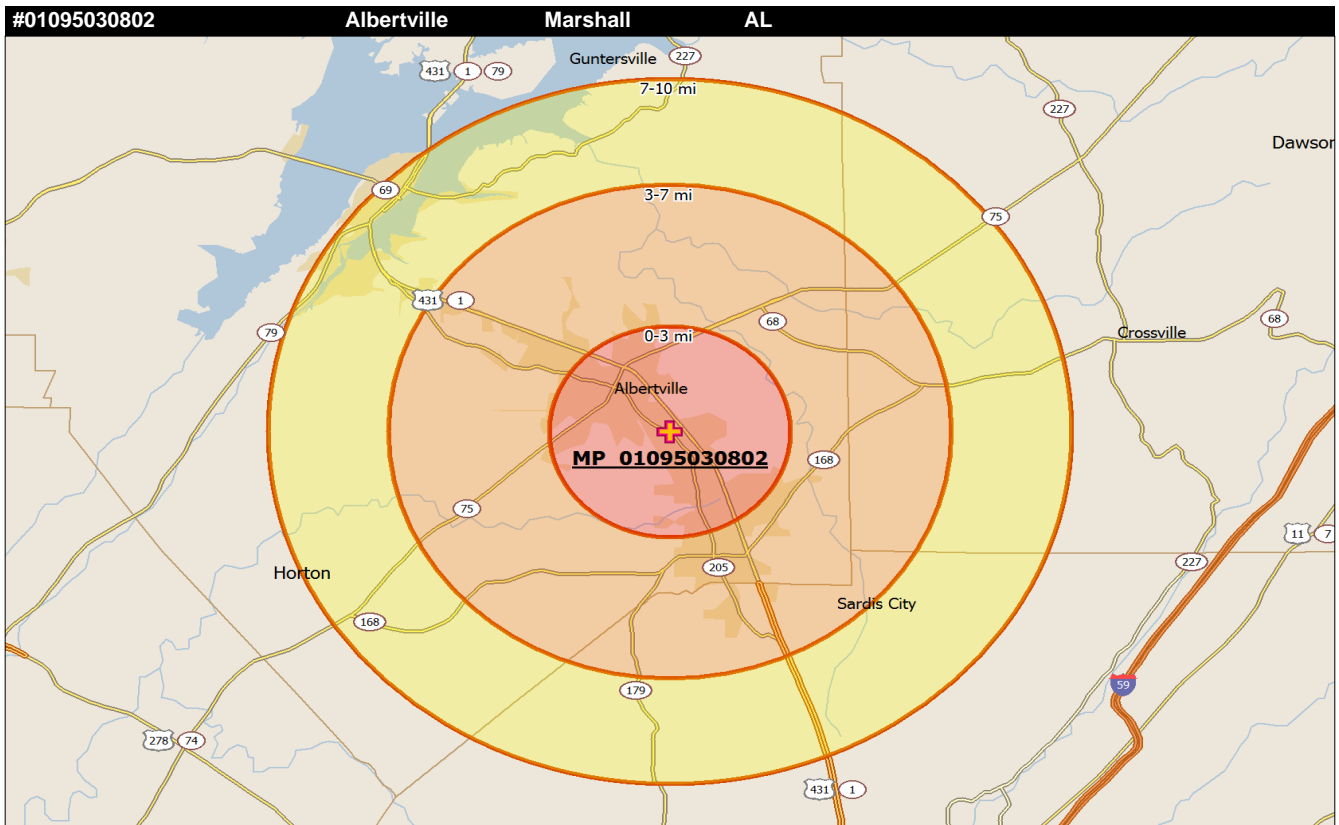 #01095030802 Albertville Marshall AL
Guntersville 227
431 1 79
7-10 mi
227
Dawson
69
3-7 mi
75
431 1
68
68
79
0-3 mi
Crossville
Albertville
MP 01095030802
168
75
11 7
227
205
Horton
Sardis City
168
179
59
278 74
431 1